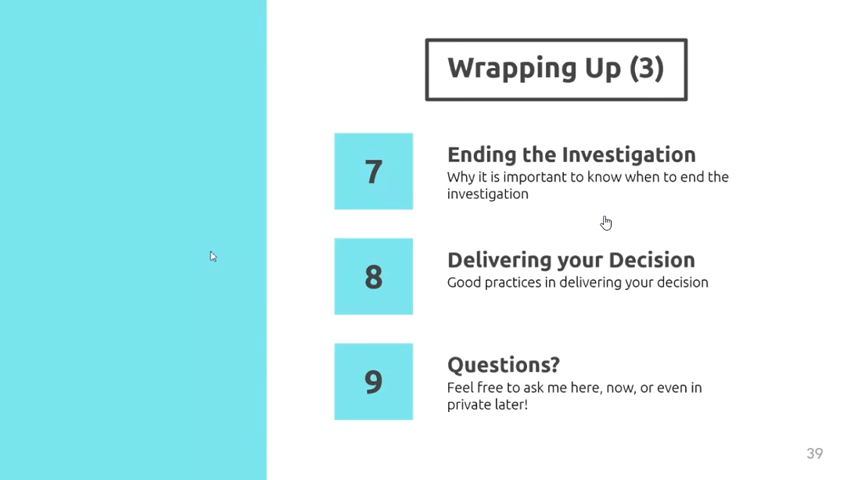 Wrapping Up (3)
7
Ending the Investigation
Why it is important to know when to end the
investigation
8
Delivering your Decision
Good practices in delivering your decision
9
Questions?
Feel free to ask me here, now, or even in
private later!
39